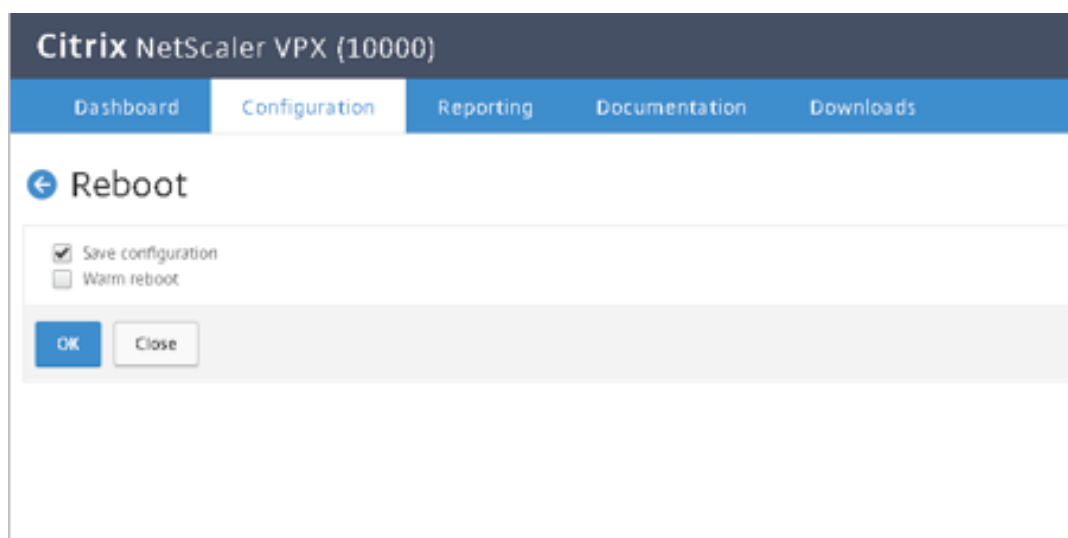 Citrix NetScaler VPX (10000)
Dashboard Configuration Reporting Documentation Downloads
Reboot
Save configuration
Warm reboot
OK Close